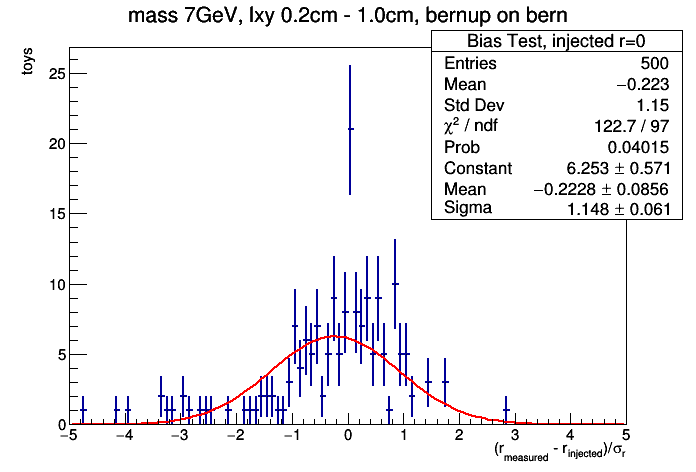 mass 7GeV, lxy 0.2cm - 1.0cm, bernup on bern
Bias Test, injected r=0
Entries 500
Mean −0.223
Std Dev 1.15
χ² / ndf 122.7 / 97
Prob 0.04015
Constant 6.253 ± 0.571
Mean −0.2228 ± 0.0856
Sigma 1.148 ± 0.061
toys
25
20
15
10
5
0
−5 −4 −3 −2 −1 0 1 2 3 4 5
(r_measured - r_injected)/σ_r